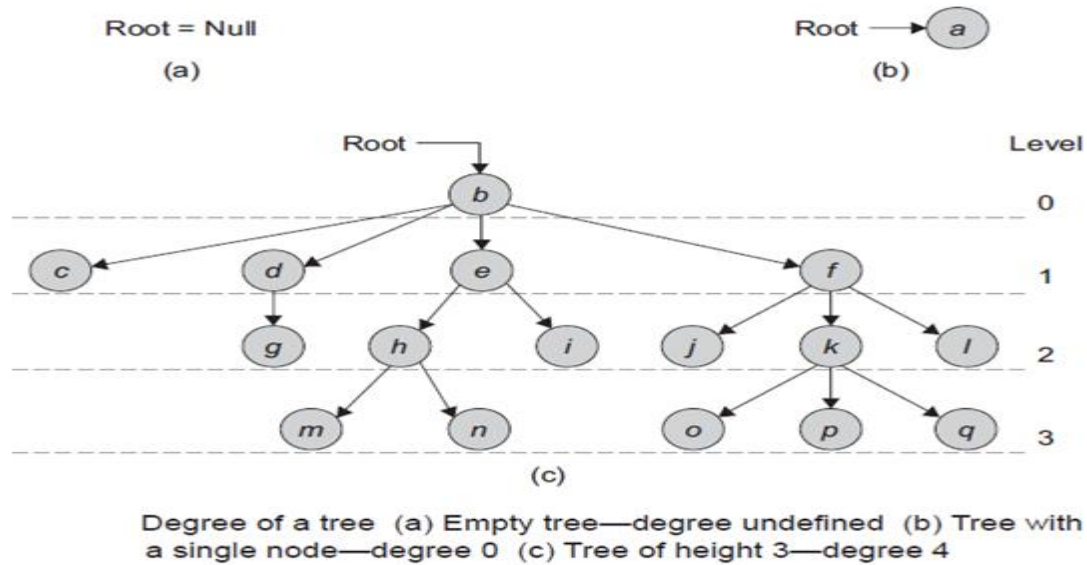 Root = Null
(a)
Root
a
(b)
Root
Level
b
0
c
d
e
f
1
g
h
i
j
k
l
2
m
n
o
p
q
3
(c)
Degree of a tree (a) Empty tree—degree undefined (b) Tree with
a single node—degree 0 (c) Tree of height 3—degree 4